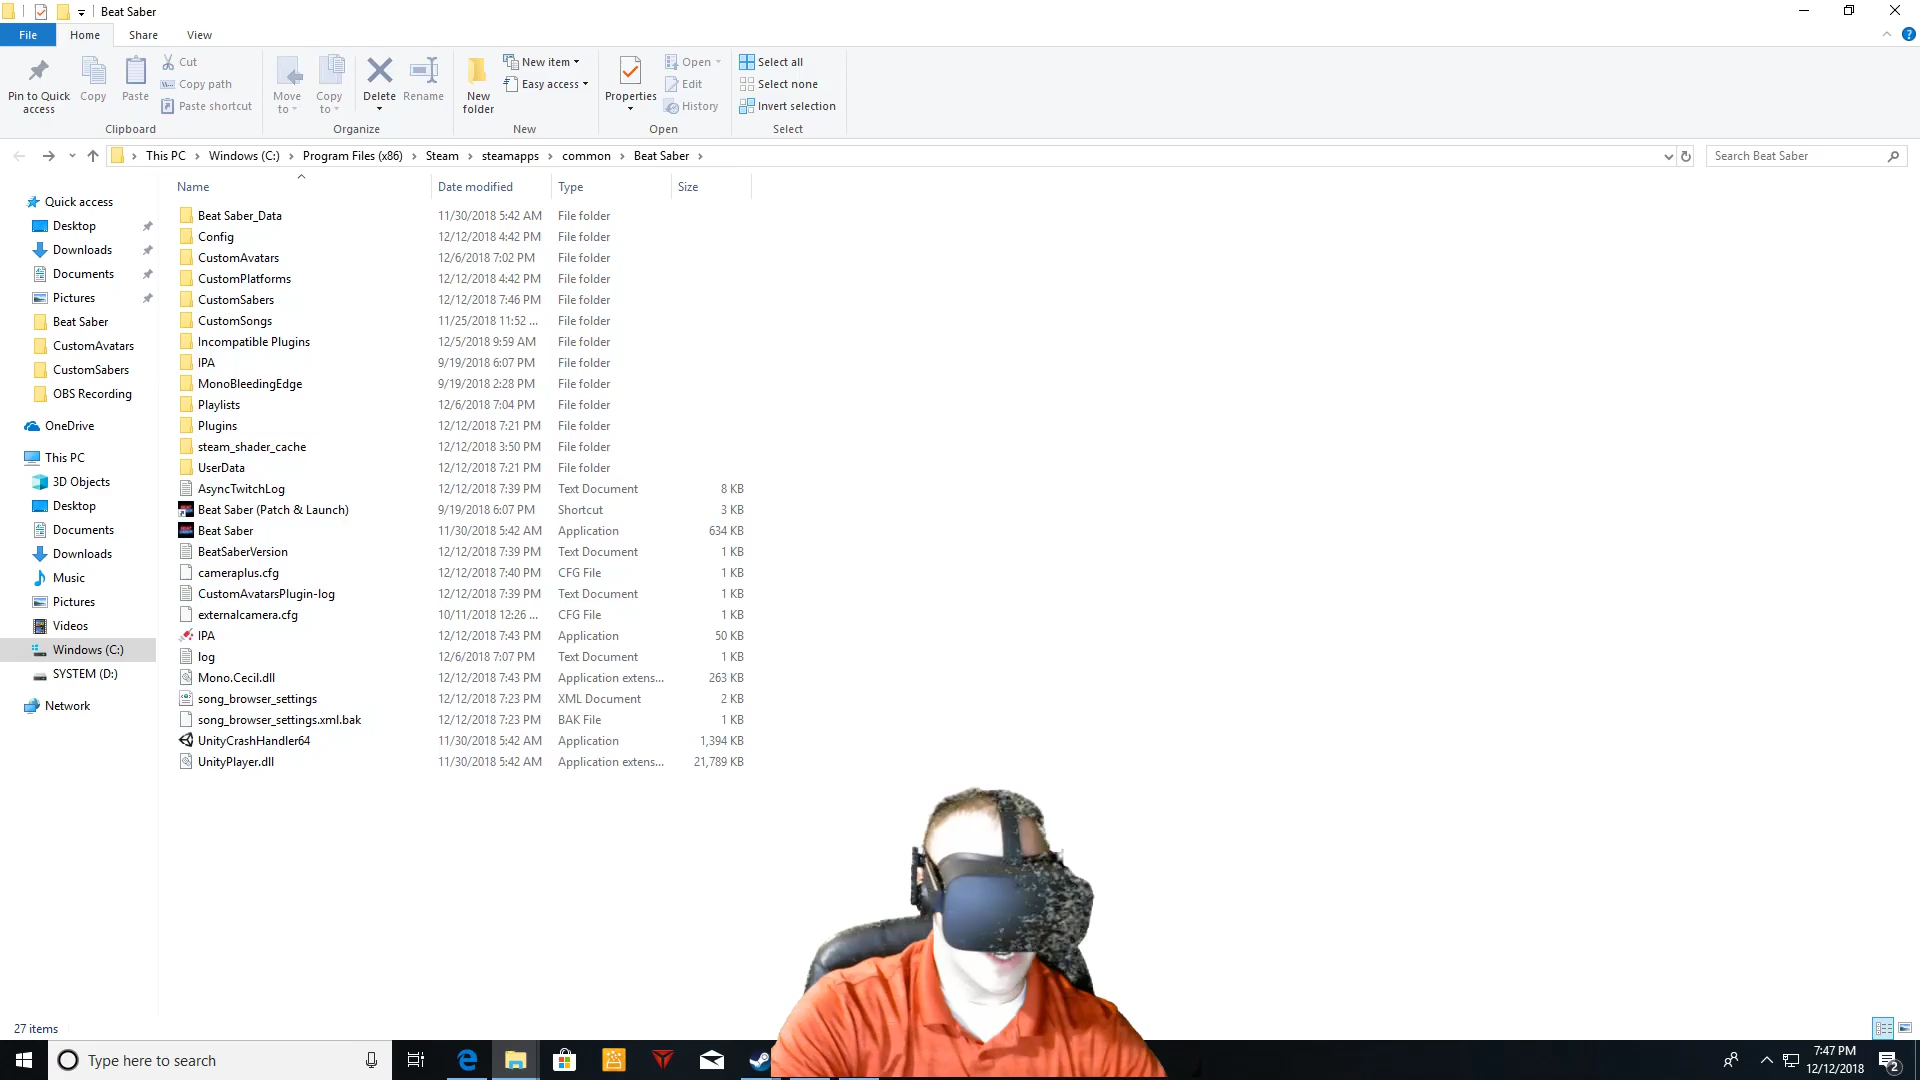 Beat Saber
File Home Share View
Pin to Quick access
Copy
Paste
Cut
Copy path
Paste shortcut
Clipboard
Move to
Copy to
Delete
Rename
Organize
New folder
New item
Easy access
New
Properties
Open
Edit
History
Open
Select all
Select none
Invert selection
Select
This PC Windows (C:) Program Files (x86) Steam steamapps common Beat Saber
Search Beat Saber
Quick access
Desktop
Downloads
Documents
Pictures
Beat Saber
CustomAvatars
CustomSabers
OBS Recording
OneDrive
This PC
3D Objects
Desktop
Documents
Downloads
Music
Pictures
Videos
Windows (C:)
SYSTEM (D:)
Network
Name Date modified Type Size
Beat Saber_Data 11/30/2018 5:42 AM File folder
Config 12/12/2018 4:42 PM File folder
CustomAvatars 12/6/2018 7:02 PM File folder
CustomPlatforms 12/12/2018 4:42 PM File folder
CustomSabers 12/12/2018 7:46 PM File folder
CustomSongs 11/25/2018 11:52 ... File folder
Incompatible Plugins 12/5/2018 9:59 AM File folder
IPA 9/19/2018 6:07 PM File folder
MonoBleedingEdge 9/19/2018 2:28 PM File folder
Playlists 12/6/2018 7:04 PM File folder
Plugins 12/12/2018 7:21 PM File folder
steam_shader_cache 12/12/2018 3:50 PM File folder
UserData 12/12/2018 7:21 PM File folder
AsyncTwitchLog 12/12/2018 7:39 PM Text Document 8 KB
Beat Saber (Patch & Launch) 9/19/2018 6:07 PM Shortcut 3 KB
Beat Saber 11/30/2018 5:42 AM Application 634 KB
BeatSaberVersion 12/12/2018 7:39 PM Text Document 1 KB
cameraplus.cfg 12/12/2018 7:40 PM CFG File 1 KB
CustomAvatarsPlugin-log 12/12/2018 7:39 PM Text Document 1 KB
externalcamera.cfg 10/11/2018 12:26 ... CFG File 1 KB
IPA 12/12/2018 7:43 PM Application 50 KB
log 12/6/2018 7:07 PM Text Document 1 KB
Mono.Cecil.dll 12/12/2018 7:43 PM Application extens... 263 KB
song_browser_settings 12/12/2018 7:23 PM XML Document 2 KB
song_browser_settings.xml.bak 12/12/2018 7:23 PM BAK File 1 KB
UnityCrashHandler64 11/30/2018 5:42 AM Application 1,394 KB
UnityPlayer.dll 11/30/2018 5:42 AM Application extens... 21,789 KB
27 items
Type here to search
7:47 PM
12/12/2018
2